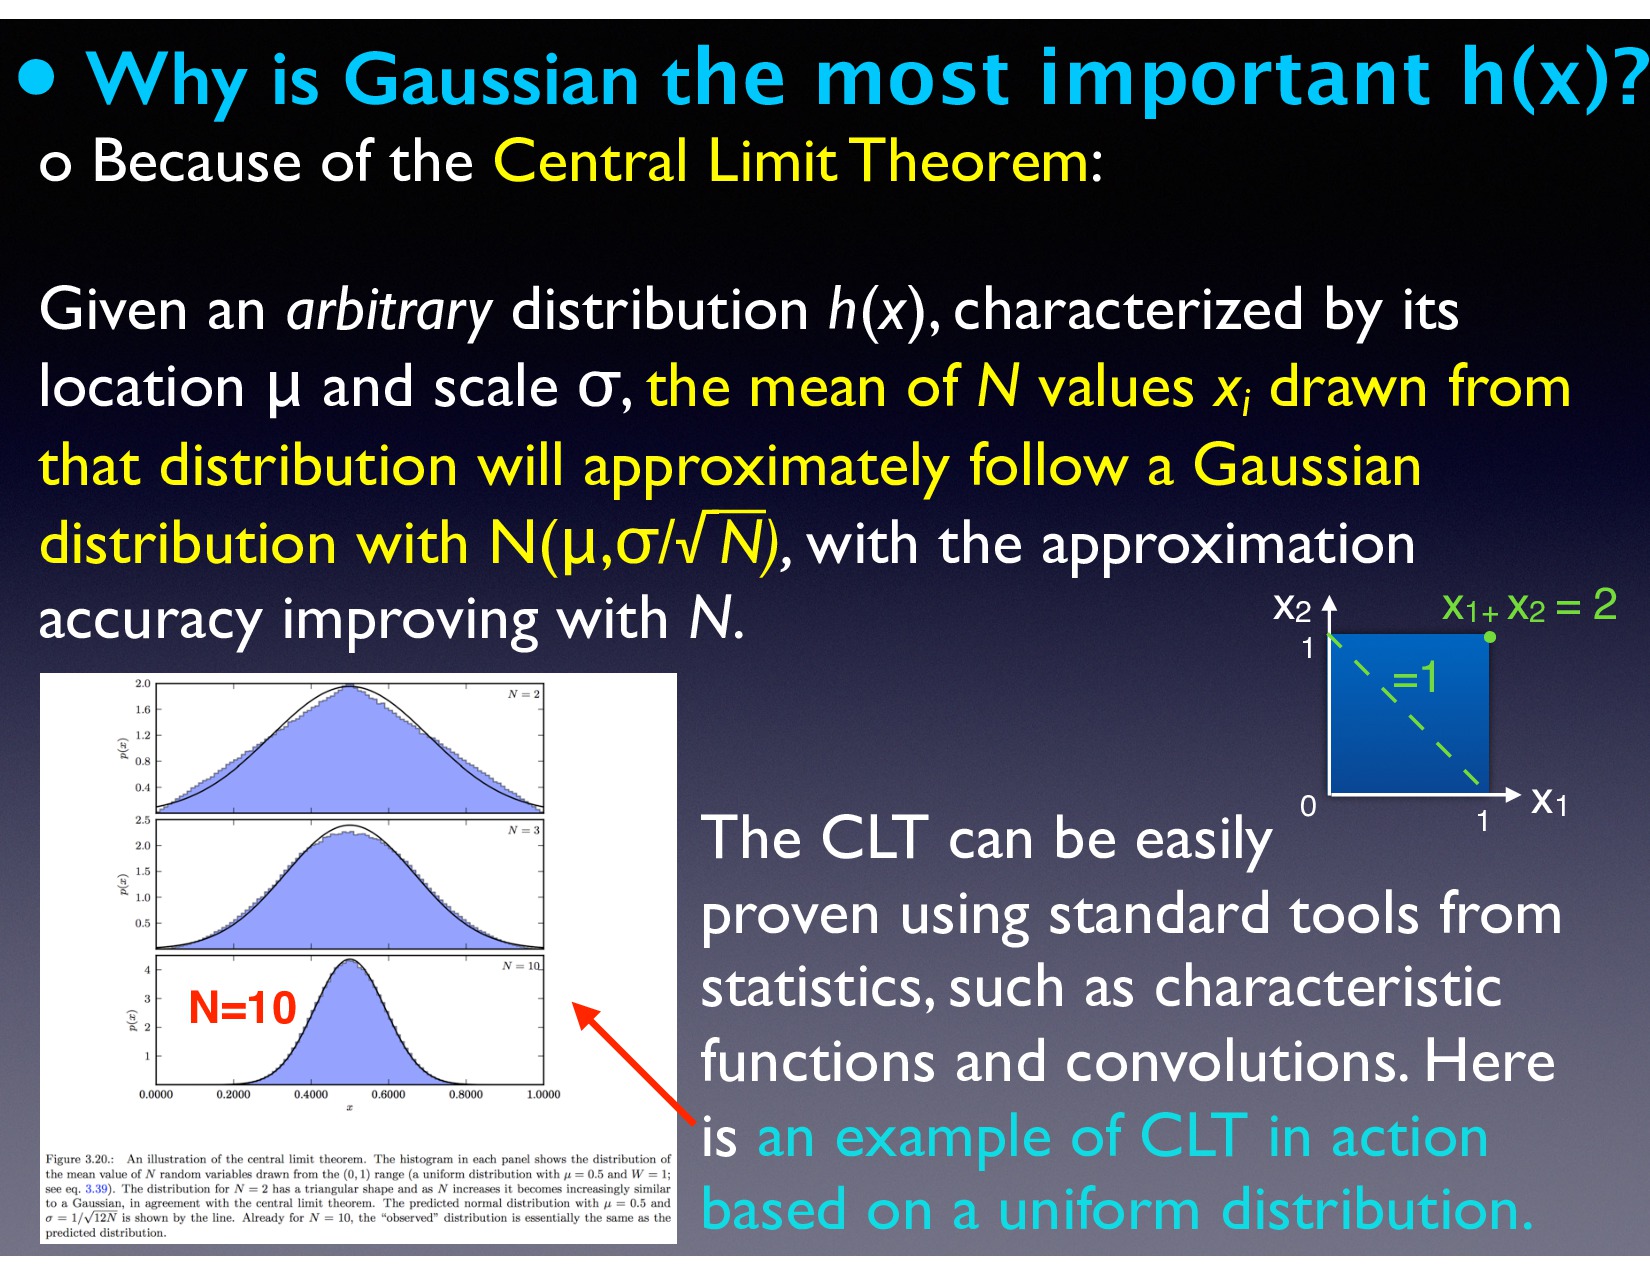 • Why is Gaussian the most important h(x)?
o Because of the Central Limit Theorem:
Given an arbitrary distribution h(x), characterized by its
location μ and scale σ, the mean of N values xᵢ drawn from
that distribution will approximately follow a Gaussian
distribution with N(μ,σ/√N), with the approximation
accuracy improving with N.
x₂
x₁₊ x₂ = 2
1
=1
0
1
x₁
2.0
1.6
1.2
0.8
0.4
p(x)
N = 2
2.5
2.0
1.5
1.0
0.5
p(x)
N = 3
4
3
2
1
p(x)
N = 10
N=10
0.0000 0.2000 0.4000 0.6000 0.8000 1.0000
x
Figure 3.20.: An illustration of the central limit theorem. The histogram in each panel shows the distribution of
the mean value of N random variables drawn from the (0, 1) range (a uniform distribution with μ = 0.5 and W = 1;
see eq. 3.39). The distribution for N = 2 has a triangular shape and as N increases it becomes increasingly similar
to a Gaussian, in agreement with the central limit theorem. The predicted normal distribution with μ = 0.5 and
σ = 1/√12N is shown by the line. Already for N = 10, the “observed” distribution is essentially the same as the
predicted distribution.
The CLT can be easily
proven using standard tools from
statistics, such as characteristic
functions and convolutions. Here
is an example of CLT in action
based on a uniform distribution.